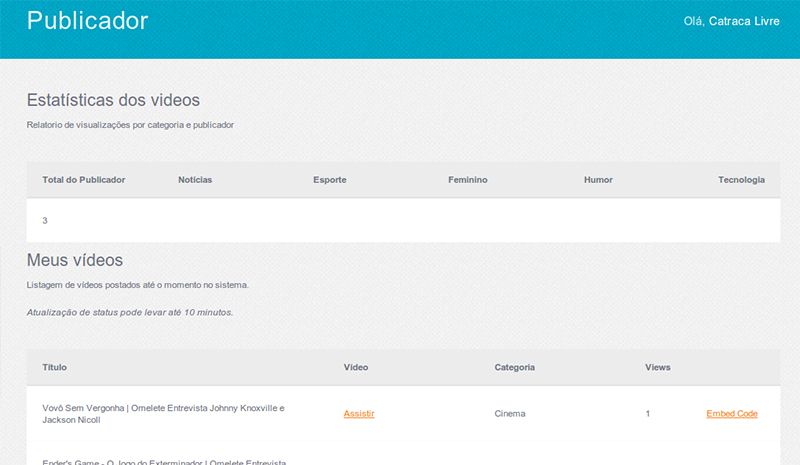 Publicador
Olá, Catraca Livre
Estatísticas dos videos
Relatorio de visualizações por categoria e publicador
Total do Publicador Notícias Esporte Feminino Humor Tecnologia
3
Meus vídeos
Listagem de vídeos postados até o momento no sistema.
Atualização de status pode levar até 10 minutos.
Título Vídeo Categoria Views
Vovô Sem Vergonha | Omelete Entrevista Johnny Knoxville e
Jackson Nicoll
Assistir Cinema 1 Embed Code
Ender's Game - O Jogo do Exterminador | Omelete Entrevista